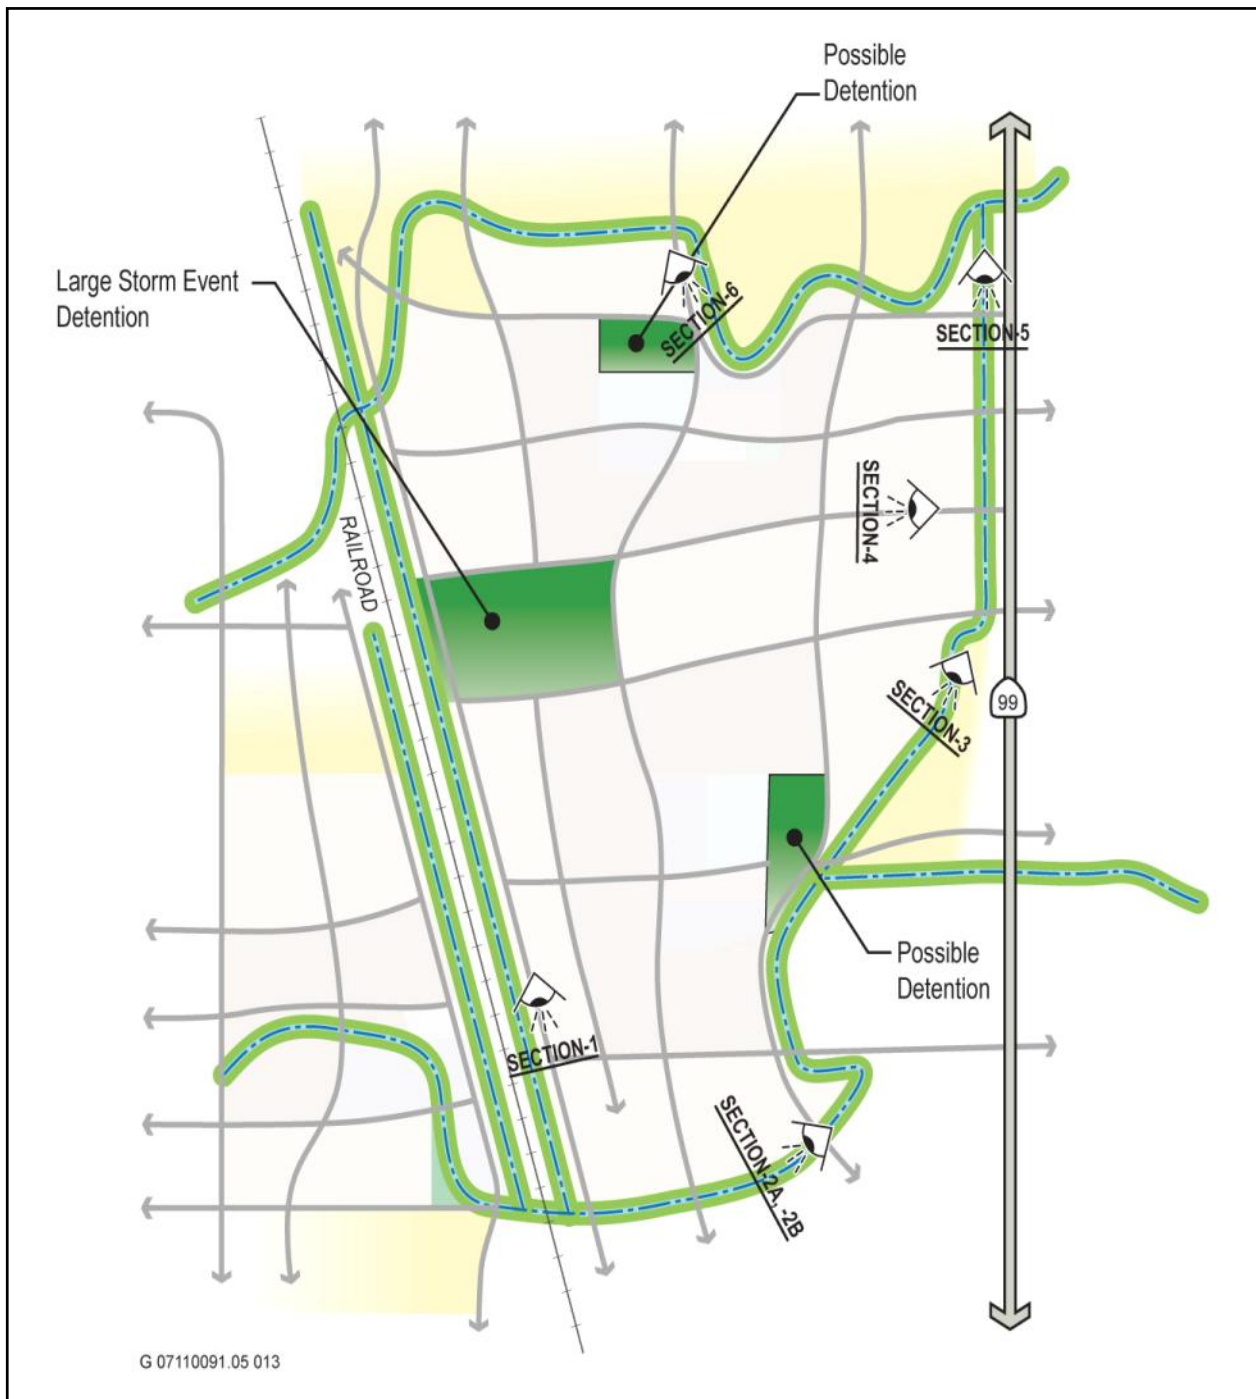 Possible
Detention
Large Storm Event
Detention
SECTION-6
SECTION-5
SECTION-4
RAILROAD
SECTION-3
99
Possible
Detention
SECTION-1
SECTION-2A, -2B
G 07110091.05 013